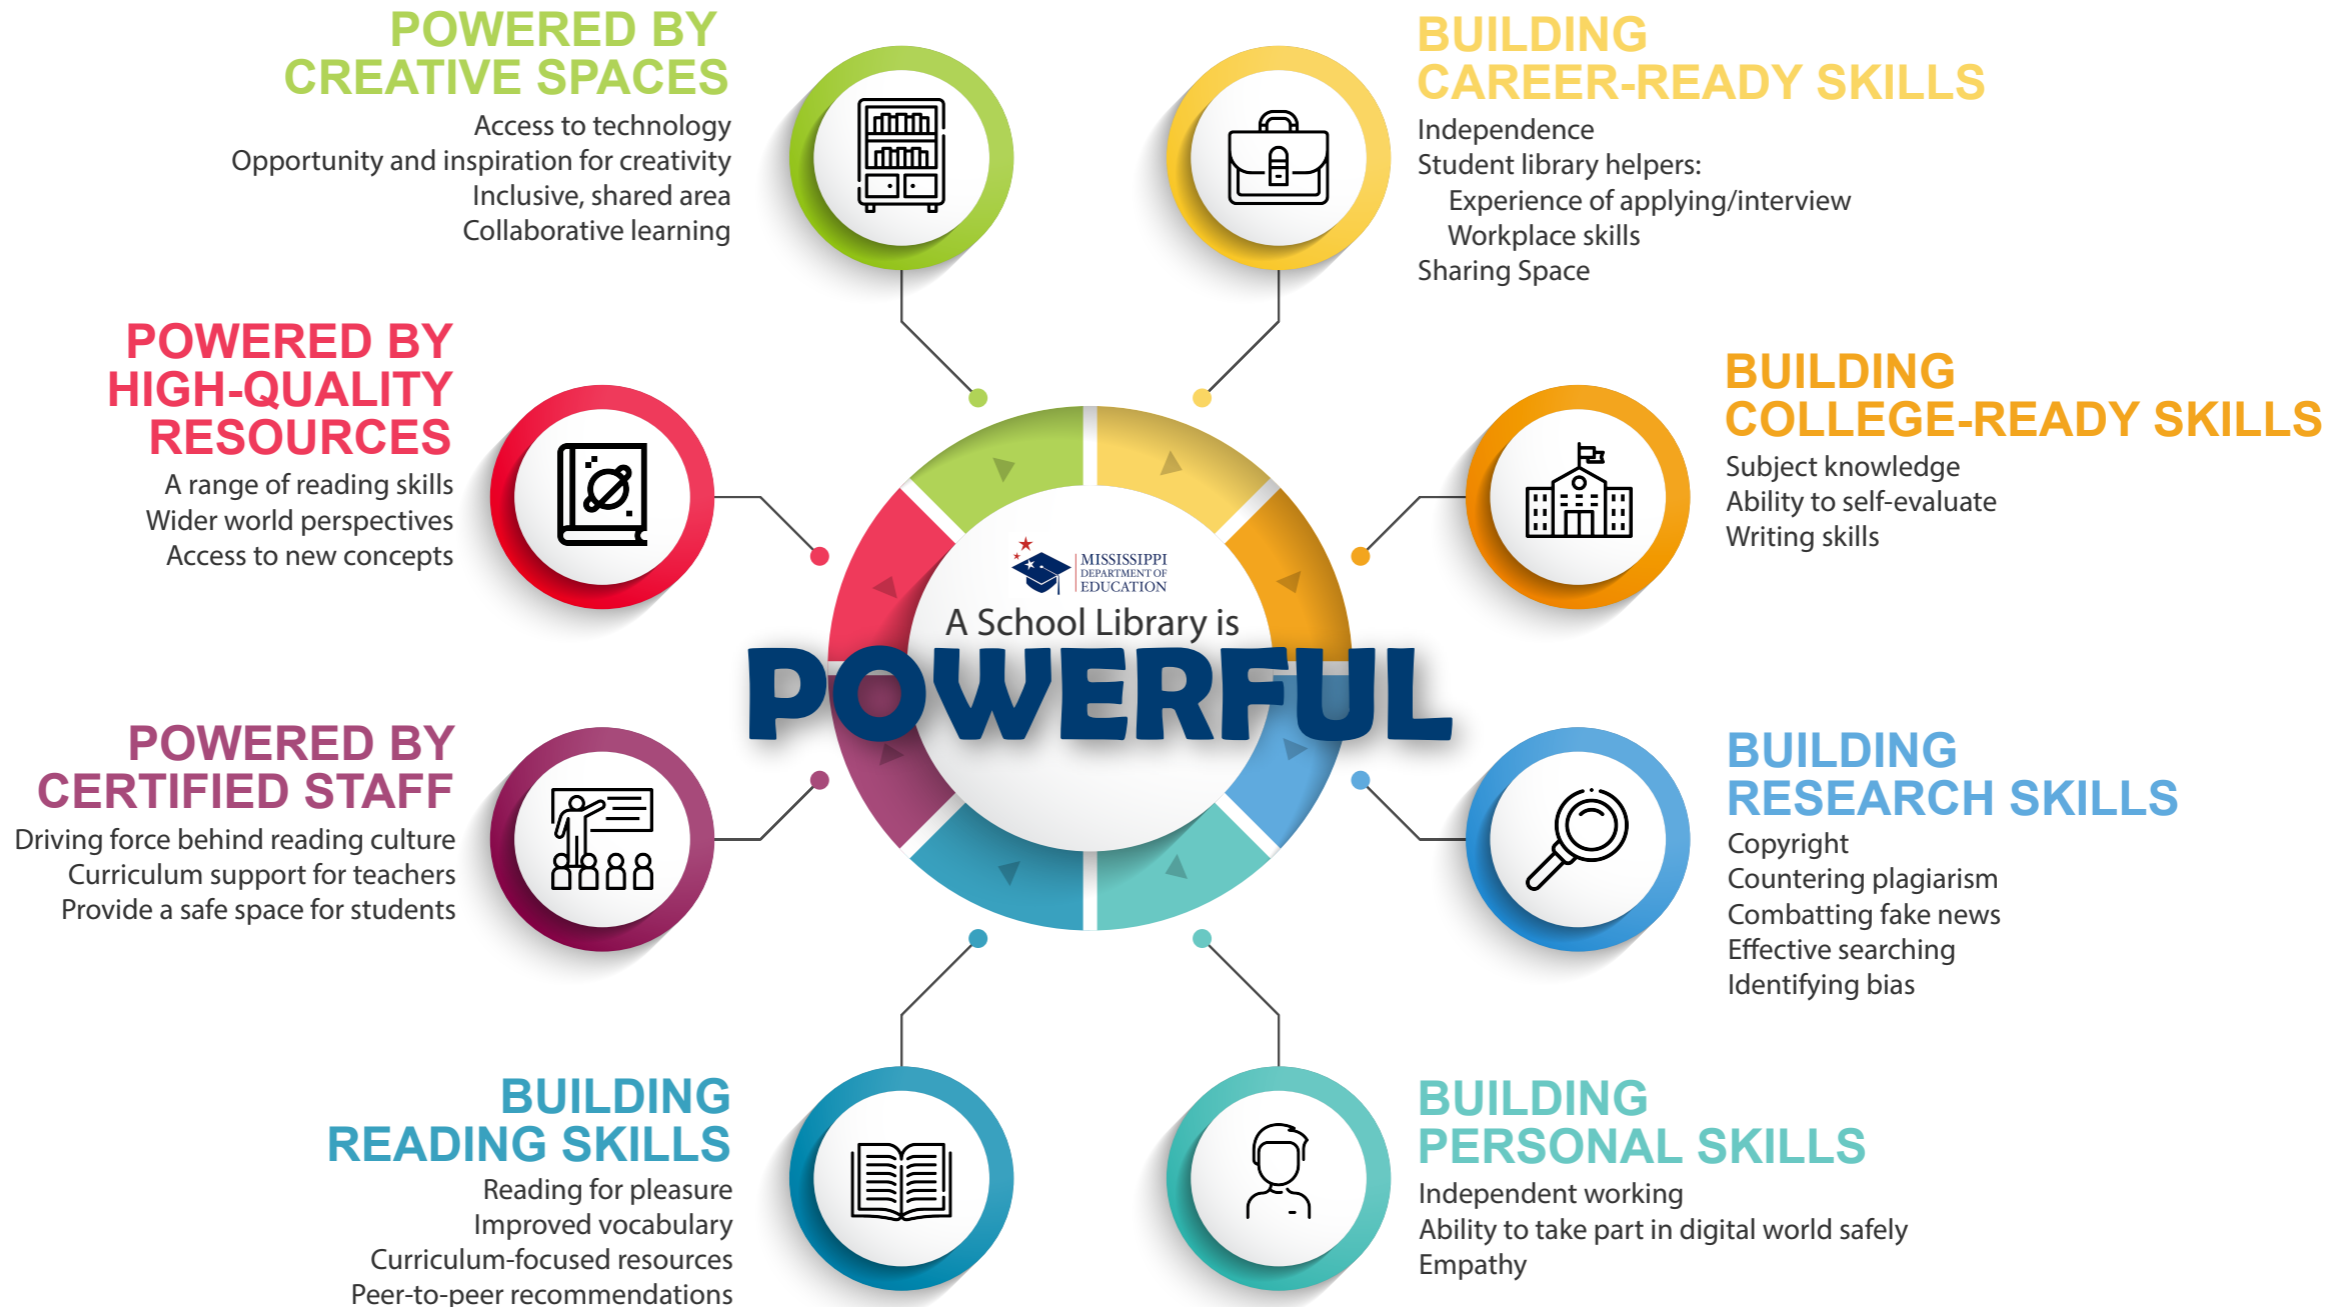 POWERED BY
CREATIVE SPACES
Access to technology
Opportunity and inspiration for creativity
Inclusive, shared area
Collaborative learning
BUILDING
CAREER-READY SKILLS
Independence
Student library helpers:
Experience of applying/interview
Workplace skills
Sharing Space
POWERED BY
HIGH-QUALITY
RESOURCES
A range of reading skills
Wider world perspectives
Access to new concepts
BUILDING
COLLEGE-READY SKILLS
Subject knowledge
Ability to self-evaluate
Writing skills
MISSISSIPPI
DEPARTMENT OF
EDUCATION
A School Library is
POWERFUL
POWERED BY
CERTIFIED STAFF
Driving force behind reading culture
Curriculum support for teachers
Provide a safe space for students
BUILDING
RESEARCH SKILLS
Copyright
Countering plagiarism
Combatting fake news
Effective searching
Identifying bias
BUILDING
READING SKILLS
Reading for pleasure
Improved vocabulary
Curriculum-focused resources
Peer-to-peer recommendations
BUILDING
PERSONAL SKILLS
Independent working
Ability to take part in digital world safely
Empathy